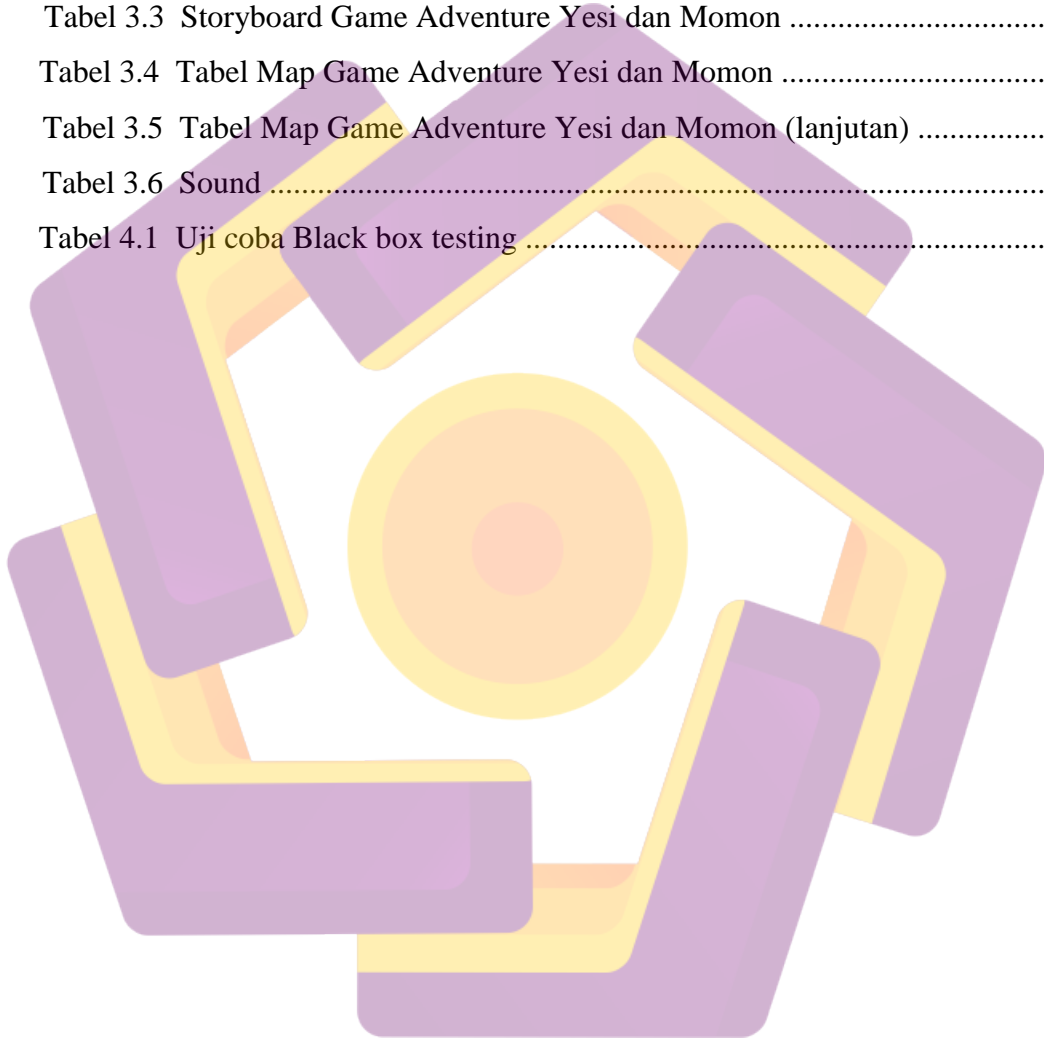 Tabel 3.3 Storyboard Game Adventure Yesi dan Momon ................................
Tabel 3.4 Tabel Map Game Adventure Yesi dan Momon .................................
Tabel 3.5 Tabel Map Game Adventure Yesi dan Momon (lanjutan) ................
Tabel 3.6 Sound ................................................................................................
Tabel 4.1 Uji coba Black box testing .................................................................